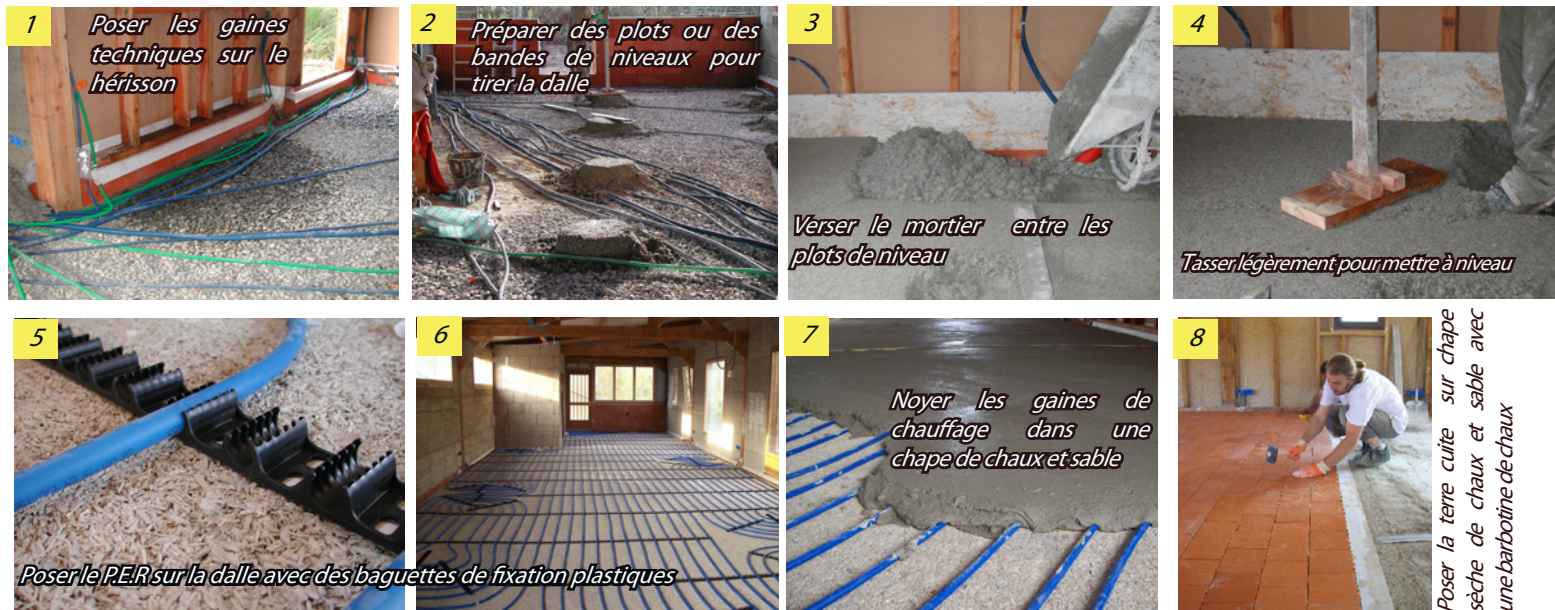 1
Poser les gaines
techniques sur le
hérisson
2
Préparer des plots ou des
bandes de niveaux pour
tirer la dalle
3
Verser le mortier entre les
plots de niveau
4
Tasser légèrement pour mettre à niveau
5
6
Poser le P.E.R sur la dalle avec des baguettes de fixation plastiques
7
Noyer les gaines de
chauffage dans une
chape de chaux et sable
8
Poser la terre cuite sur chape
sèche de chaux et sable avec
une barbotine de chaux